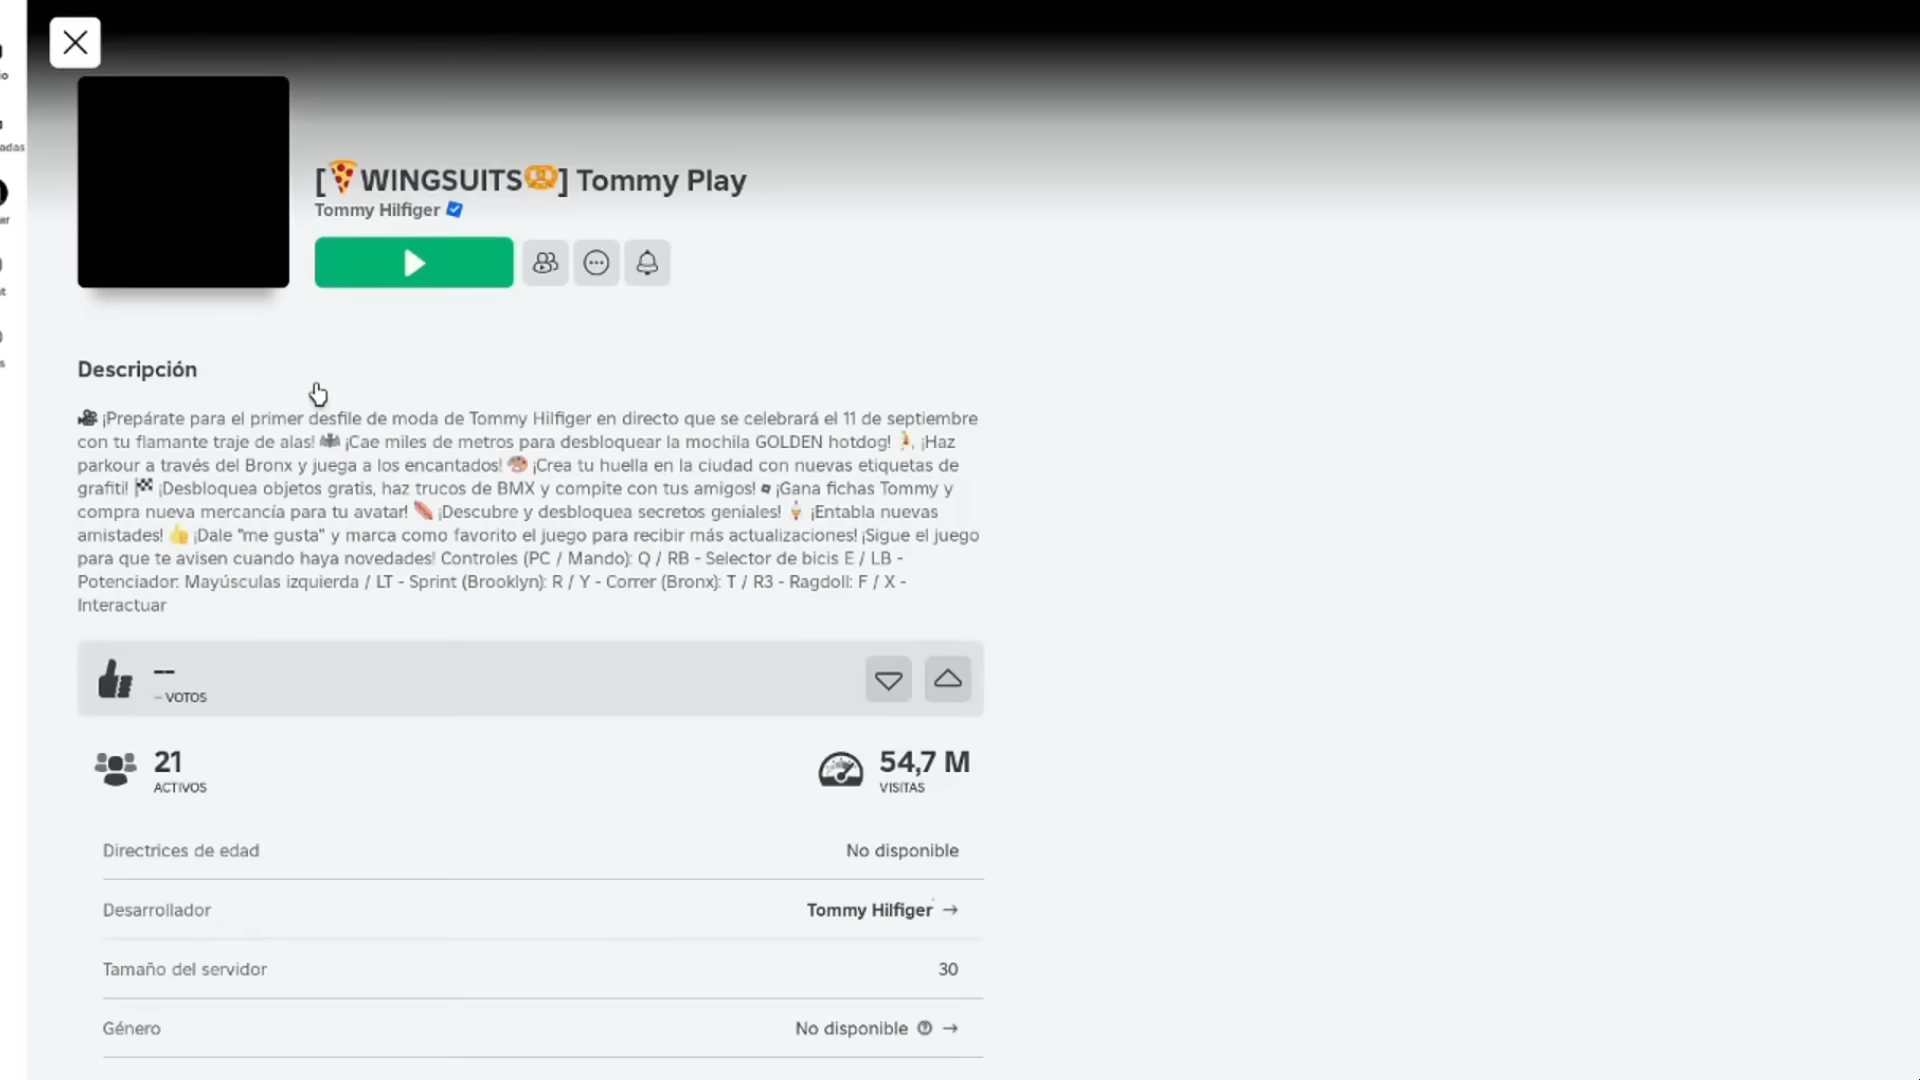 [🍕WINGSUITS🥨] Tommy Play
Tommy Hilfiger
Descripción
🎥 ¡Prepárate para el primer desfile de moda de Tommy Hilfiger en directo que se celebrará el 11 de septiembre
con tu flamante traje de alas! 🦇 ¡Cae miles de metros para desbloquear la mochila GOLDEN hotdog! 🏃 ¡Haz
parkour a través del Bronx y juega a los encantados! 🎨 ¡Crea tu huella en la ciudad con nuevas etiquetas de
grafiti! 🏁 ¡Desbloquea objetos gratis, haz trucos de BMX y compite con tus amigos! ¡Gana fichas Tommy y
compra nueva mercancía para tu avatar! ¡Descubre y desbloquea secretos geniales! ¡Entabla nuevas
amistades! 👍 ¡Dale "me gusta" y marca como favorito el juego para recibir más actualizaciones! ¡Sigue el juego
para que te avisen cuando haya novedades! Controles (PC / Mando): Q / RB - Selector de bicis E / LB -
Potenciador: Mayúsculas izquierda / LT - Sprint (Brooklyn): R / Y - Correr (Bronx): T / R3 - Ragdoll: F / X -
Interactuar
--
-- VOTOS
21
ACTIVOS
54,7 M
VISITAS
Directrices de edad No disponible
Desarrollador Tommy Hilfiger →
Tamaño del servidor 30
Género No disponible →